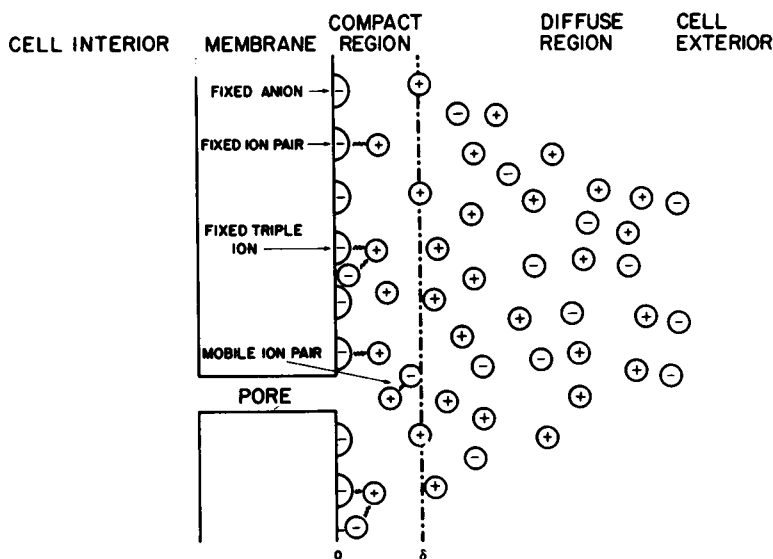 CELL INTERIOR
MEMBRANE
COMPACT
REGION
DIFFUSE
REGION
CELL
EXTERIOR
FIXED ANION
FIXED ION PAIR
FIXED TRIPLE
ION
MOBILE ION PAIR
PORE
0
δ